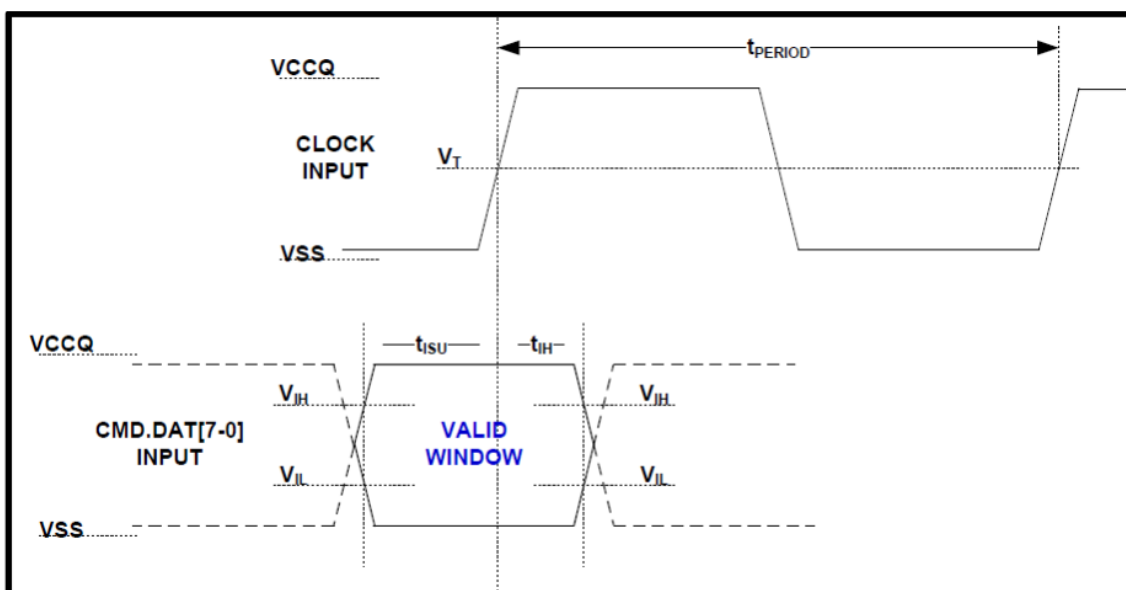 tPERIOD
VCCQ
CLOCK
INPUT
VT
VSS
VCCQ
tISU
tIH
VIH
VIH
CMD.DAT[7-0]
INPUT
VALID
WINDOW
VIL
VIL
VSS